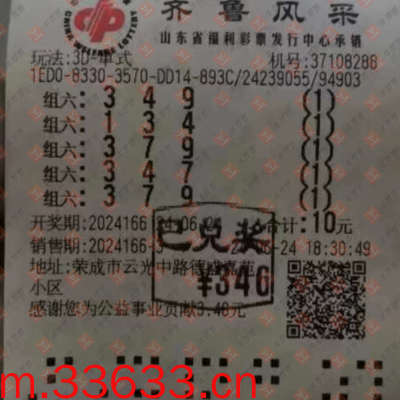 CHINA WELFARE LOTTERY
齐鲁风采
山东省福利彩票发行中心承销
玩法:3D-单式 机号:37108286
1ED0-8330-3570-DD14-893C/24239055/94903
组六: 3 4 9 (1)
组六: 1 3 4 (1)
组六: 3 7 9 (1)
组六: 3 4 7 (1)
组六: 3 7 9 (1)
开奖期:2024166 合计:10元
销售期:2024166 -24 18:30:49
已兑奖
¥346
地址:荣成市云光中路德盛嘉苑
小区
感谢您为公益事业贡献3.40元
m.33633.cn